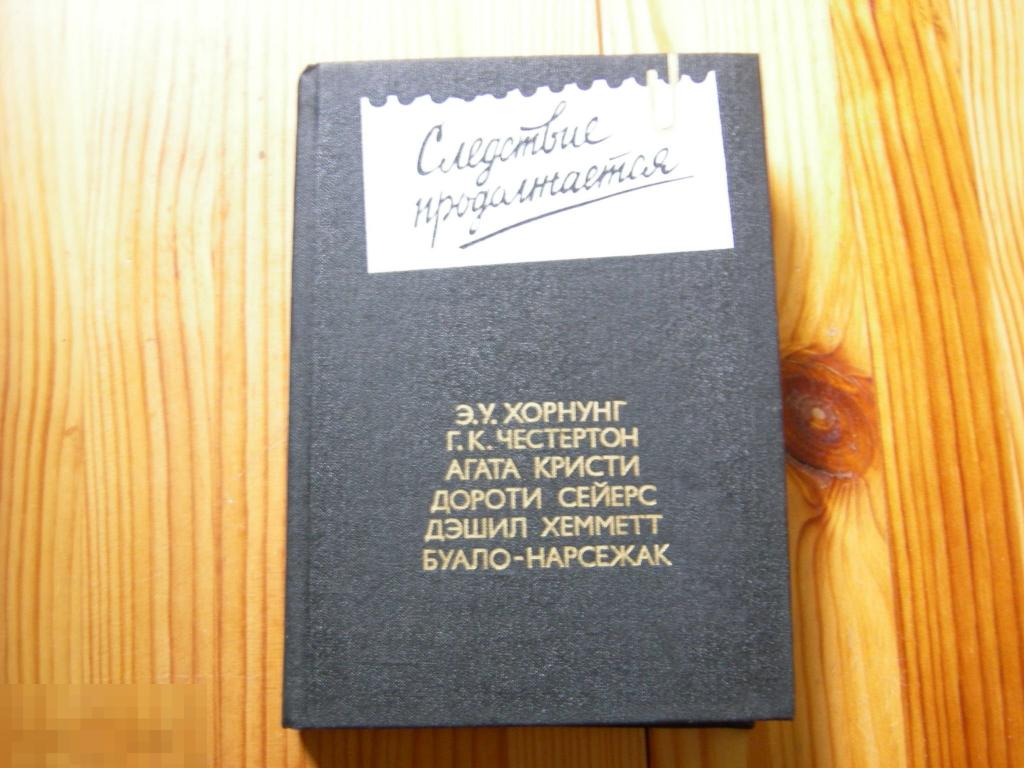 Следствие
продолжается
Э.У. ХОРНУНГ
Г. К. ЧЕСТЕРТОН
АГАТА КРИСТИ
ДОРОТИ СЕЙЕРС
ДЭШИЛ ХЕММЕТТ
БУАЛО-НАРСЕЖАК